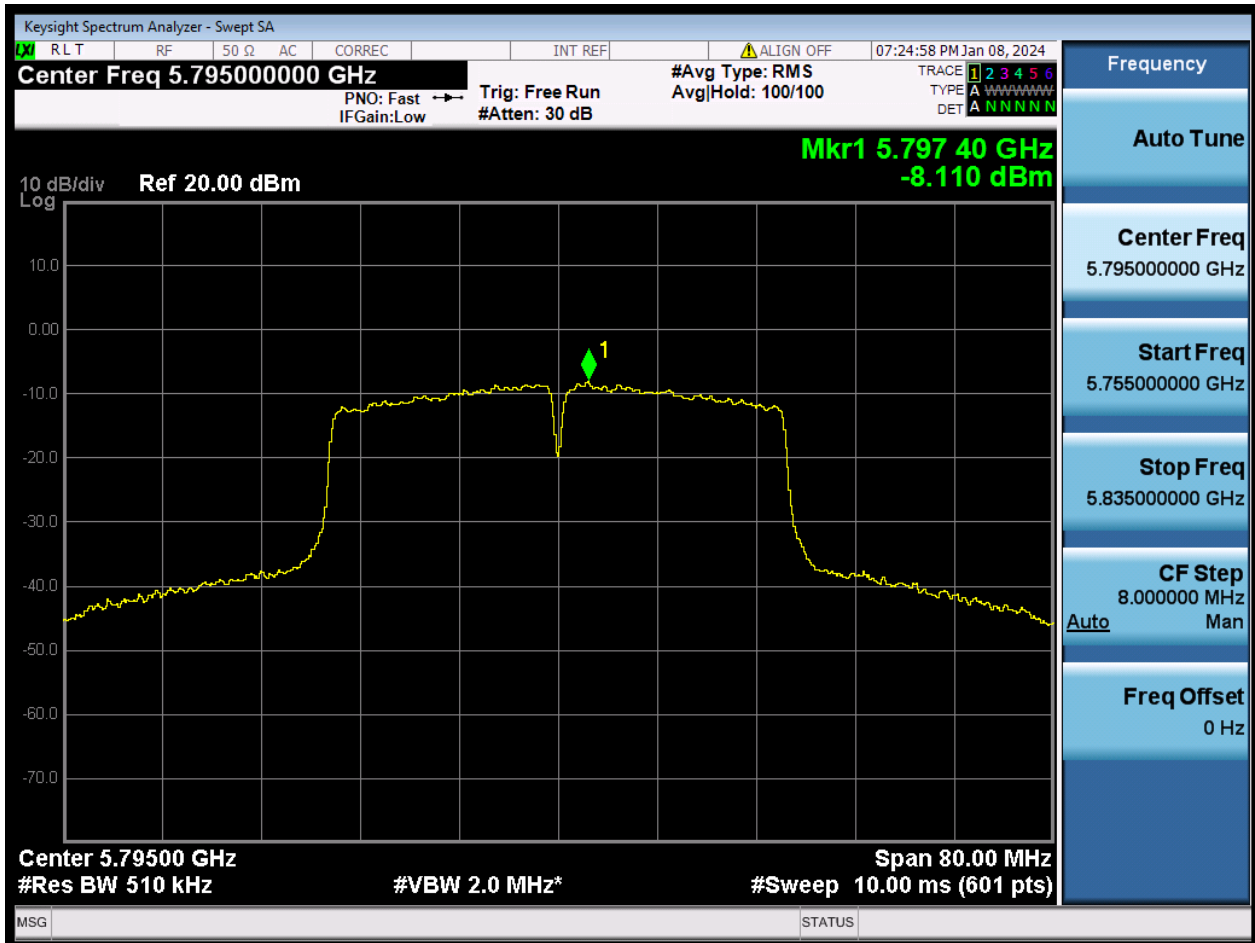 Keysight Spectrum Analyzer - Swept SA
LXI RLT RF 50 Ω AC CORREC INT REF ALIGN OFF 07:24:58 PM Jan 08, 2024
Center Freq 5.795000000 GHz
PNO: Fast
IFGain:Low
Trig: Free Run
#Atten: 30 dB
#Avg Type: RMS
Avg|Hold: 100/100
TRACE 1 2 3 4 5 6
TYPE A WWWWW
DET A N N N N N
Mkr1 5.797 40 GHz
-8.110 dBm
10 dB/div Ref 20.00 dBm
Log
10.0
0.00
1
-10.0
-20.0
-30.0
-40.0
-50.0
-60.0
-70.0
Center 5.79500 GHz Span 80.00 MHz
#Res BW 510 kHz #VBW 2.0 MHz* #Sweep 10.00 ms (601 pts)
MSG STATUS
Frequency
Auto Tune
Center Freq
5.795000000 GHz
Start Freq
5.755000000 GHz
Stop Freq
5.835000000 GHz
CF Step
8.000000 MHz
Auto Man
Freq Offset
0 Hz